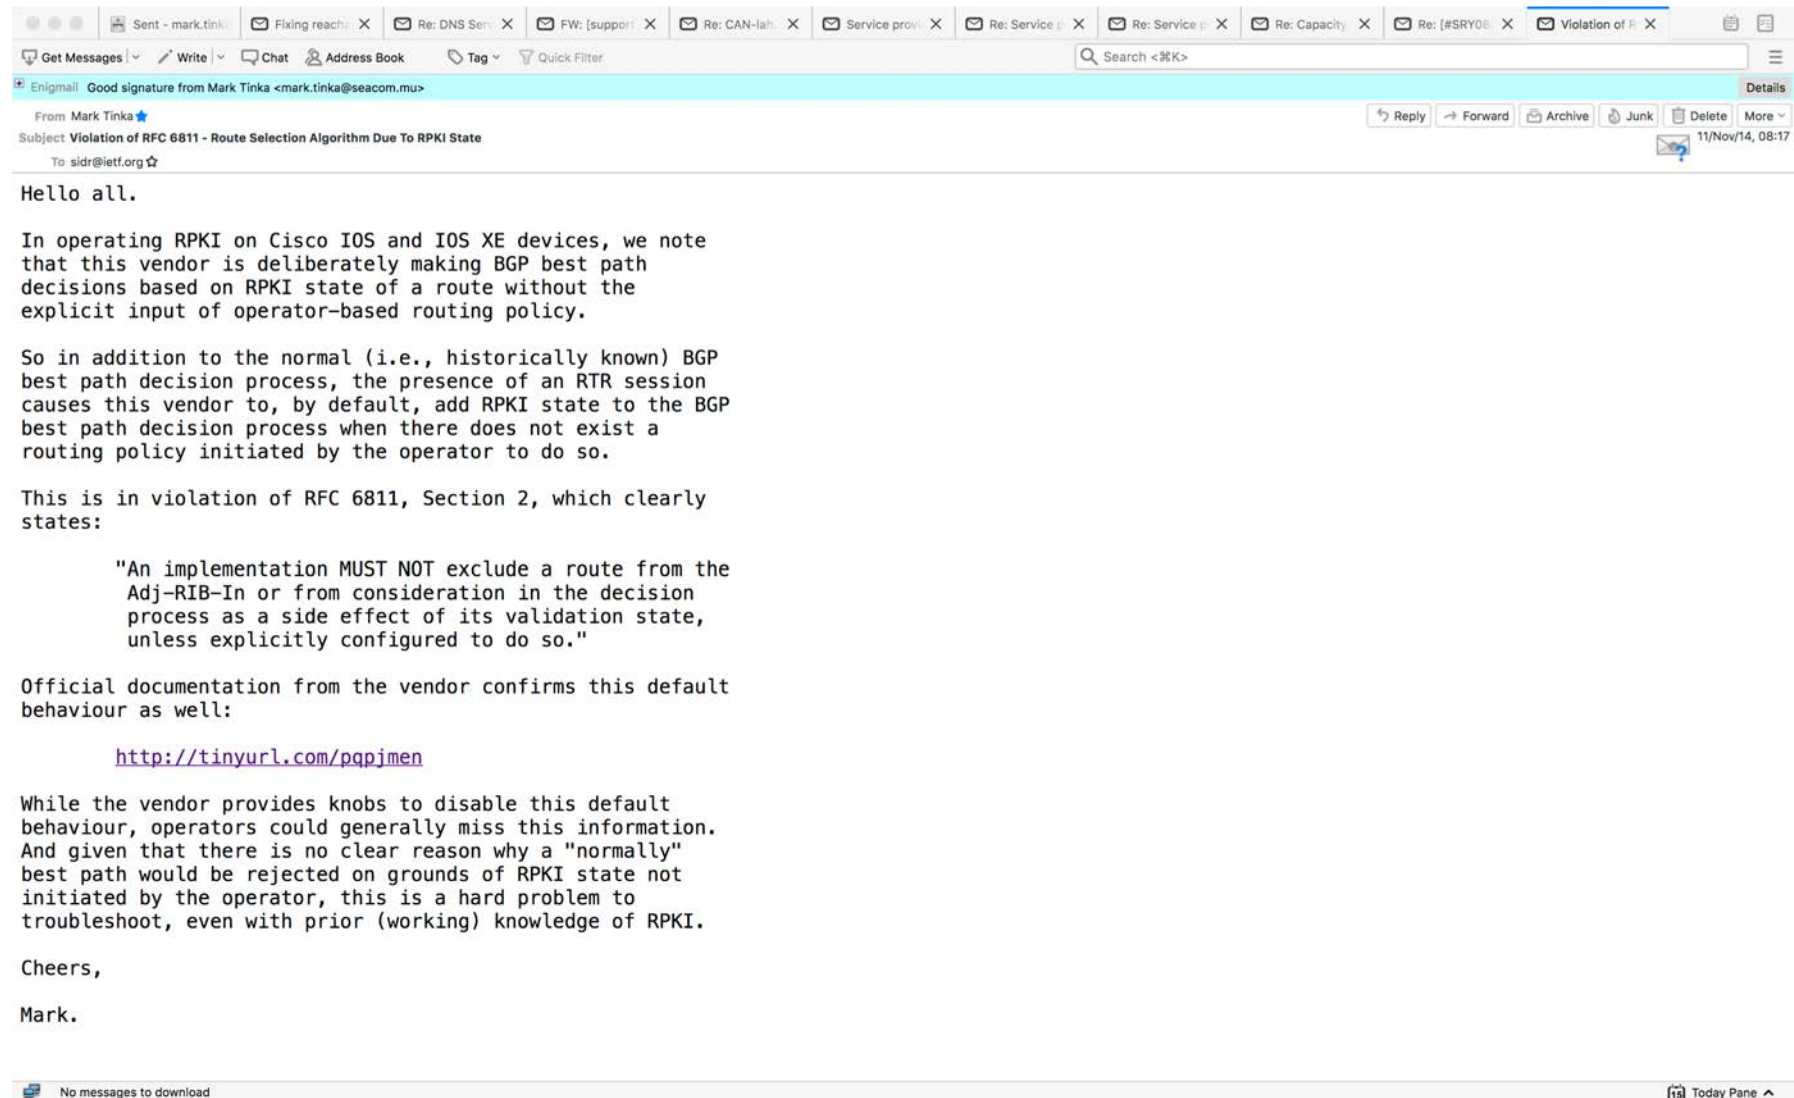 Sent - mark.tink
Fixing reach
Re: DNS Ser
FW: [support
Re: CAN-lah
Service provi
Re: Service p
Re: Service p
Re: Capacity
Re: [#SRY0B
Violation of R
Get Messages
Write
Chat
Address Book
Tag
Quick Filter
Search <⌘K>
Enigmail Good signature from Mark Tinka <mark.tinka@seacom.mu>
Details
From Mark Tinka
Reply
Forward
Archive
Junk
Delete
More
Subject Violation of RFC 6811 - Route Selection Algorithm Due To RPKI State
11/Nov/14, 08:17
To sidr@ietf.org
Hello all.
In operating RPKI on Cisco IOS and IOS XE devices, we note
that this vendor is deliberately making BGP best path
decisions based on RPKI state of a route without the
explicit input of operator-based routing policy.
So in addition to the normal (i.e., historically known) BGP
best path decision process, the presence of an RTR session
causes this vendor to, by default, add RPKI state to the BGP
best path decision process when there does not exist a
routing policy initiated by the operator to do so.
This is in violation of RFC 6811, Section 2, which clearly
states:
"An implementation MUST NOT exclude a route from the
Adj-RIB-In or from consideration in the decision
process as a side effect of its validation state,
unless explicitly configured to do so."
Official documentation from the vendor confirms this default
behaviour as well:
http://tinyurl.com/pqpjmen
While the vendor provides knobs to disable this default
behaviour, operators could generally miss this information.
And given that there is no clear reason why a "normally"
best path would be rejected on grounds of RPKI state not
initiated by the operator, this is a hard problem to
troubleshoot, even with prior (working) knowledge of RPKI.
Cheers,
Mark.
No messages to download
15 Today Pane